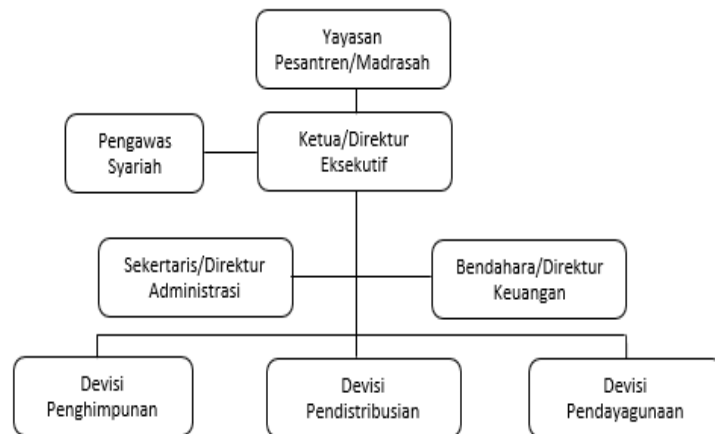 Yayasan
Pesantren/Madrasah
Pengawas
Syariah
Ketua/Direktur
Eksekutif
Sekertaris/Direktur
Administrasi
Bendahara/Direktur
Keuangan
Devisi
Penghimpunan
Devisi
Pendistribusian
Devisi
Pendayagunaan